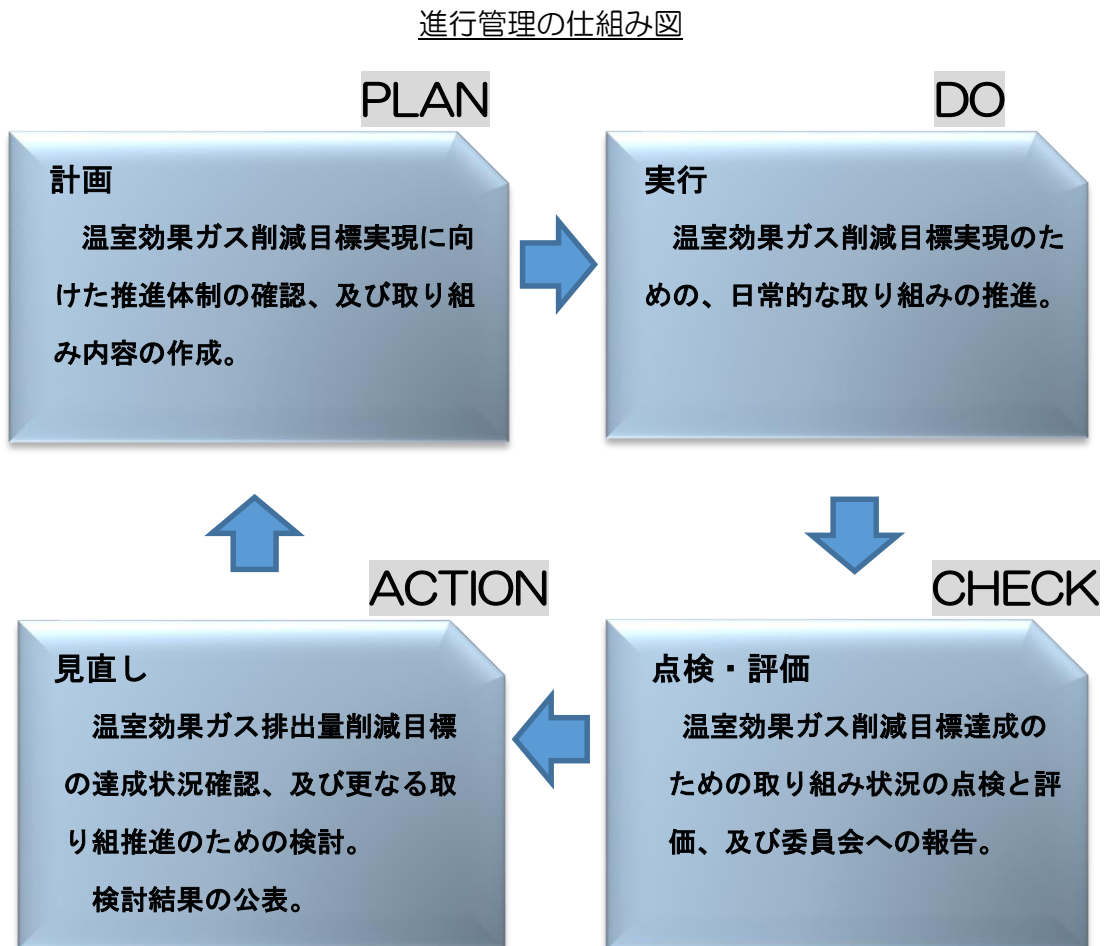 進行管理の仕組み図
PLAN
計画
温室効果ガス削減目標実現に向
けた推進体制の確認、及び取り組
み内容の作成。
DO
実行
温室効果ガス削減目標実現のた
めの、日常的な取り組みの推進。
CHECK
点検・評価
温室効果ガス削減目標達成の
ための取り組み状況の点検と評
価、及び委員会への報告。
ACTION
見直し
温室効果ガス排出量削減目標
の達成状況確認、及び更なる取
り組推進のための検討。
検討結果の公表。